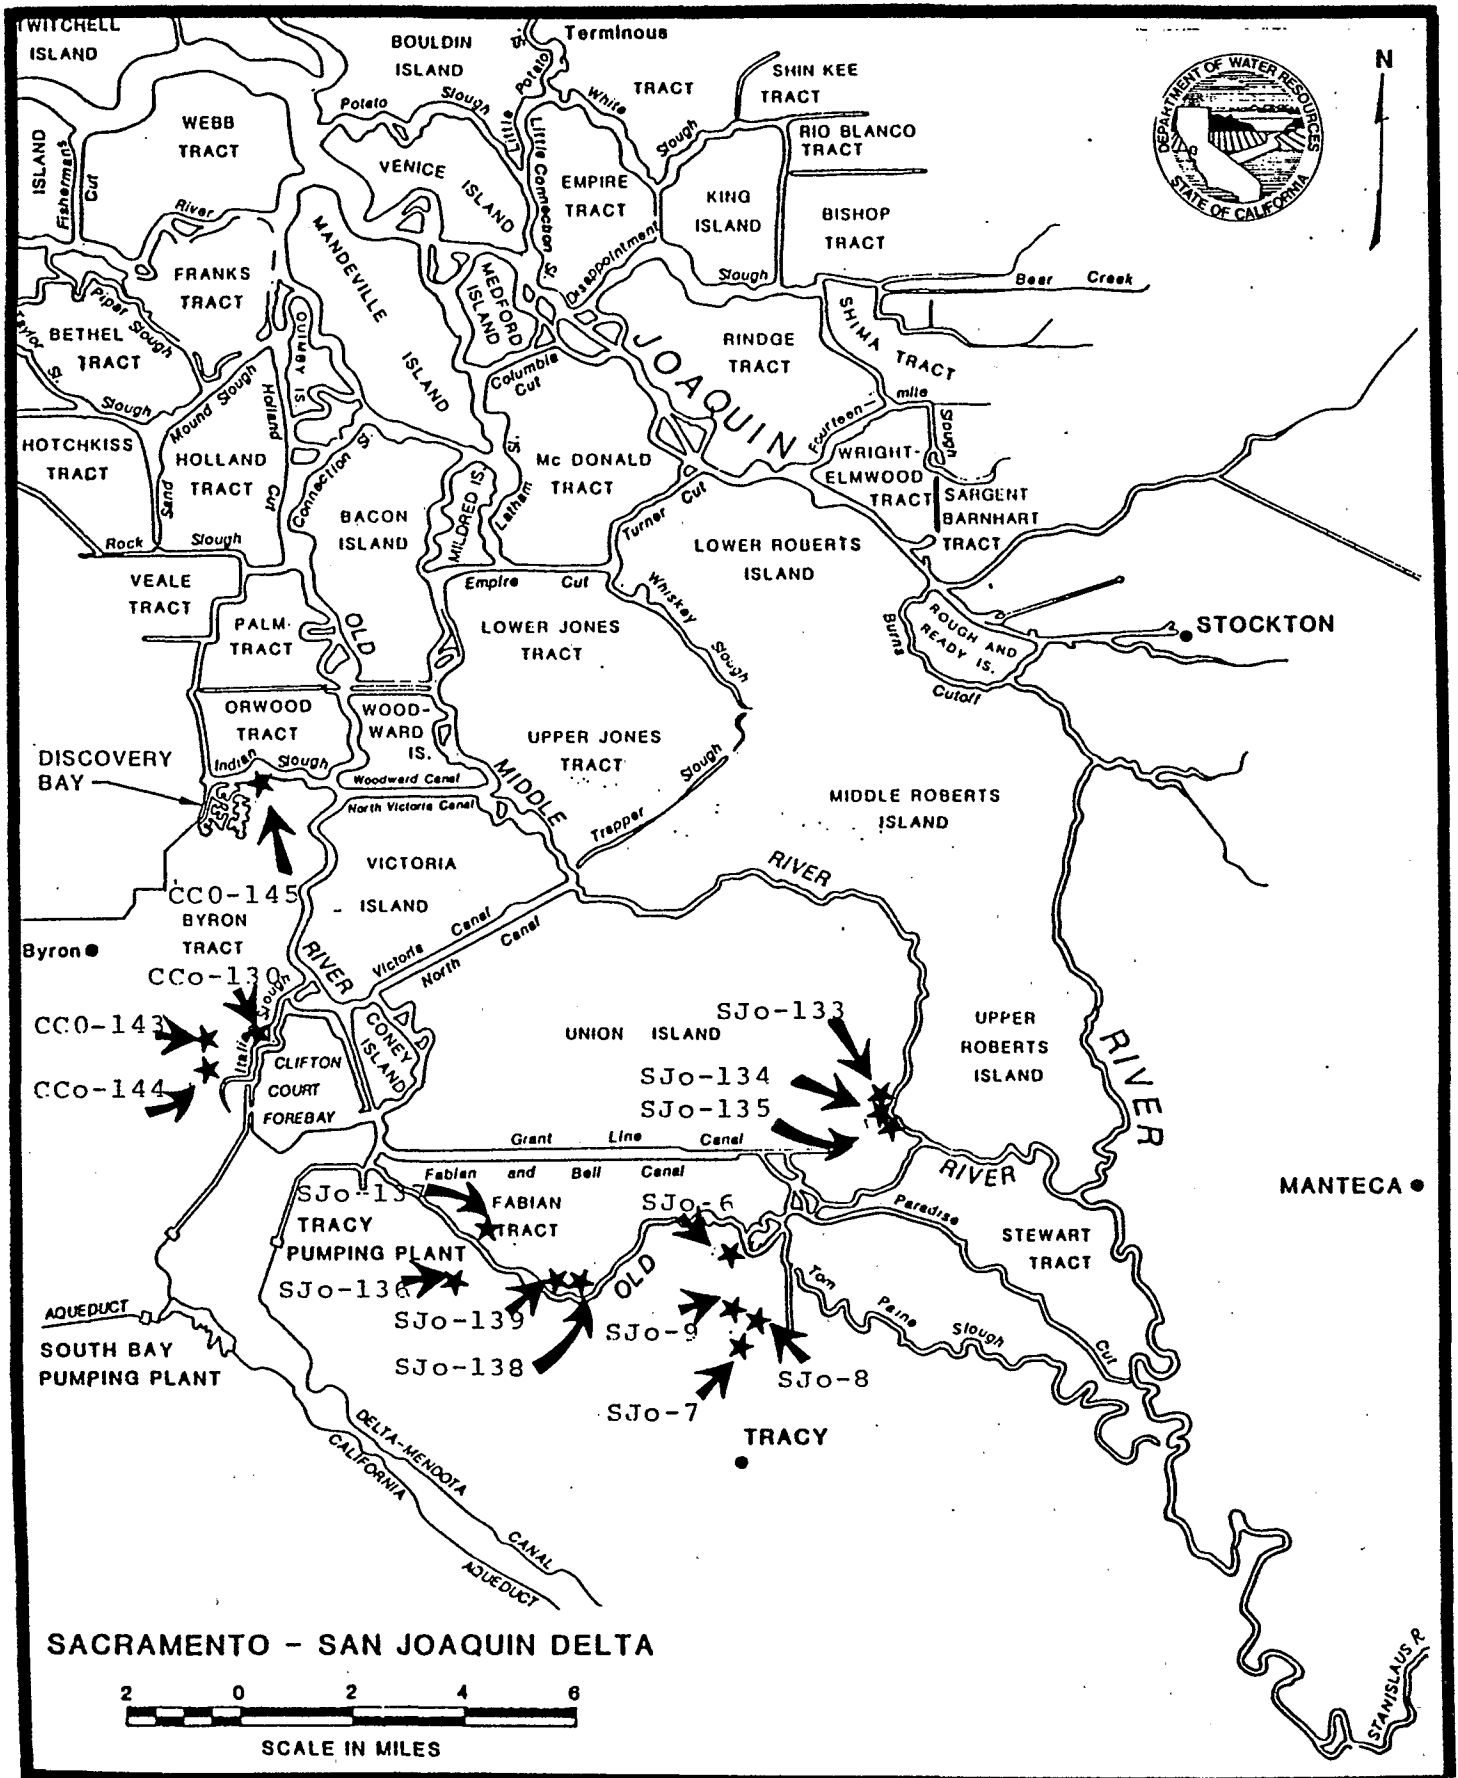 TWITCHELL
ISLAND
BOULDIN
ISLAND
Terminous
TRACT
SHIN KEE
TRACT
N
DEPARTMENT OF WATER RESOURCES
STATE OF CALIFORNIA
Potato
Slough
Little
Potato
Sl.
White
Slough
RIO BLANCO
TRACT
ISLAND
Fishermans
Cut
WEBB
TRACT
VENICE
ISLAND
Little Connection Sl.
EMPIRE
TRACT
KING
ISLAND
BISHOP
TRACT
River
FRANKS
TRACT
MANDEVILLE
ISLAND
MEDFORD
ISLAND
Disappointment
Slough
Bear Creek
Piper Slough
BETHEL
TRACT
Taylor
Sl.
Slough
QUIMBY IS.
Holland
Cut
Columbia
Cut
JOAQUIN
RINDGE
TRACT
SHIMA TRACT
Fourteen-
mile
Slough
HOTCHKISS
TRACT
Mound Slough
Sand
HOLLAND
TRACT
Connection Sl.
Mc DONALD
TRACT
Latham
Sl.
MILDRED IS.
Turner
Cut
WRIGHT-
ELMWOOD
TRACT
SARGENT
BARNHART
TRACT
BACON
ISLAND
LOWER ROBERTS
ISLAND
Rock Slough
VEALE
TRACT
Empire Cut
Whiskey
Slough
PALM
TRACT
OLD
LOWER JONES
TRACT
Burns
Cutoff
ROUGH AND
READY IS.
STOCKTON
ORWOOD
TRACT
WOOD-
WARD
IS.
UPPER JONES
TRACT
DISCOVERY
BAY
Indian Slough
Woodward Canal
North Victoria Canal
MIDDLE
Trapper
Slough
MIDDLE ROBERTS
ISLAND
VICTORIA
ISLAND
RIVER
CCO-145
BYRON
TRACT
Byron
RIVER
Victoria Canal
North
Canal
CCo-130
CCO-143
CCo-144
Italian
Slough
CLIFTON
COURT
FOREBAY
CONEY
ISLAND
UNION ISLAND
SJo-133
SJo-134
SJo-135
UPPER
ROBERTS
ISLAND
RIVER
Grant Line Canal
Fabian and Bell Canal
RIVER
MANTECA
SJo-137
FABIAN
TRACT
SJo-6
Paradise
Cut
STEWART
TRACT
TRACY
PUMPING PLANT
SJo-136
SJo-139
SJo-138
OLD
SJo-9
SJo-8
SJo-7
Tom
Paine
Slough
AQUEDUCT
SOUTH BAY
PUMPING PLANT
TRACY
DELTA-MENDOTA
CANAL
CALIFORNIA
AQUEDUCT
STANISLAUS R
SACRAMENTO - SAN JOAQUIN DELTA
2 0 2 4 6
SCALE IN MILES